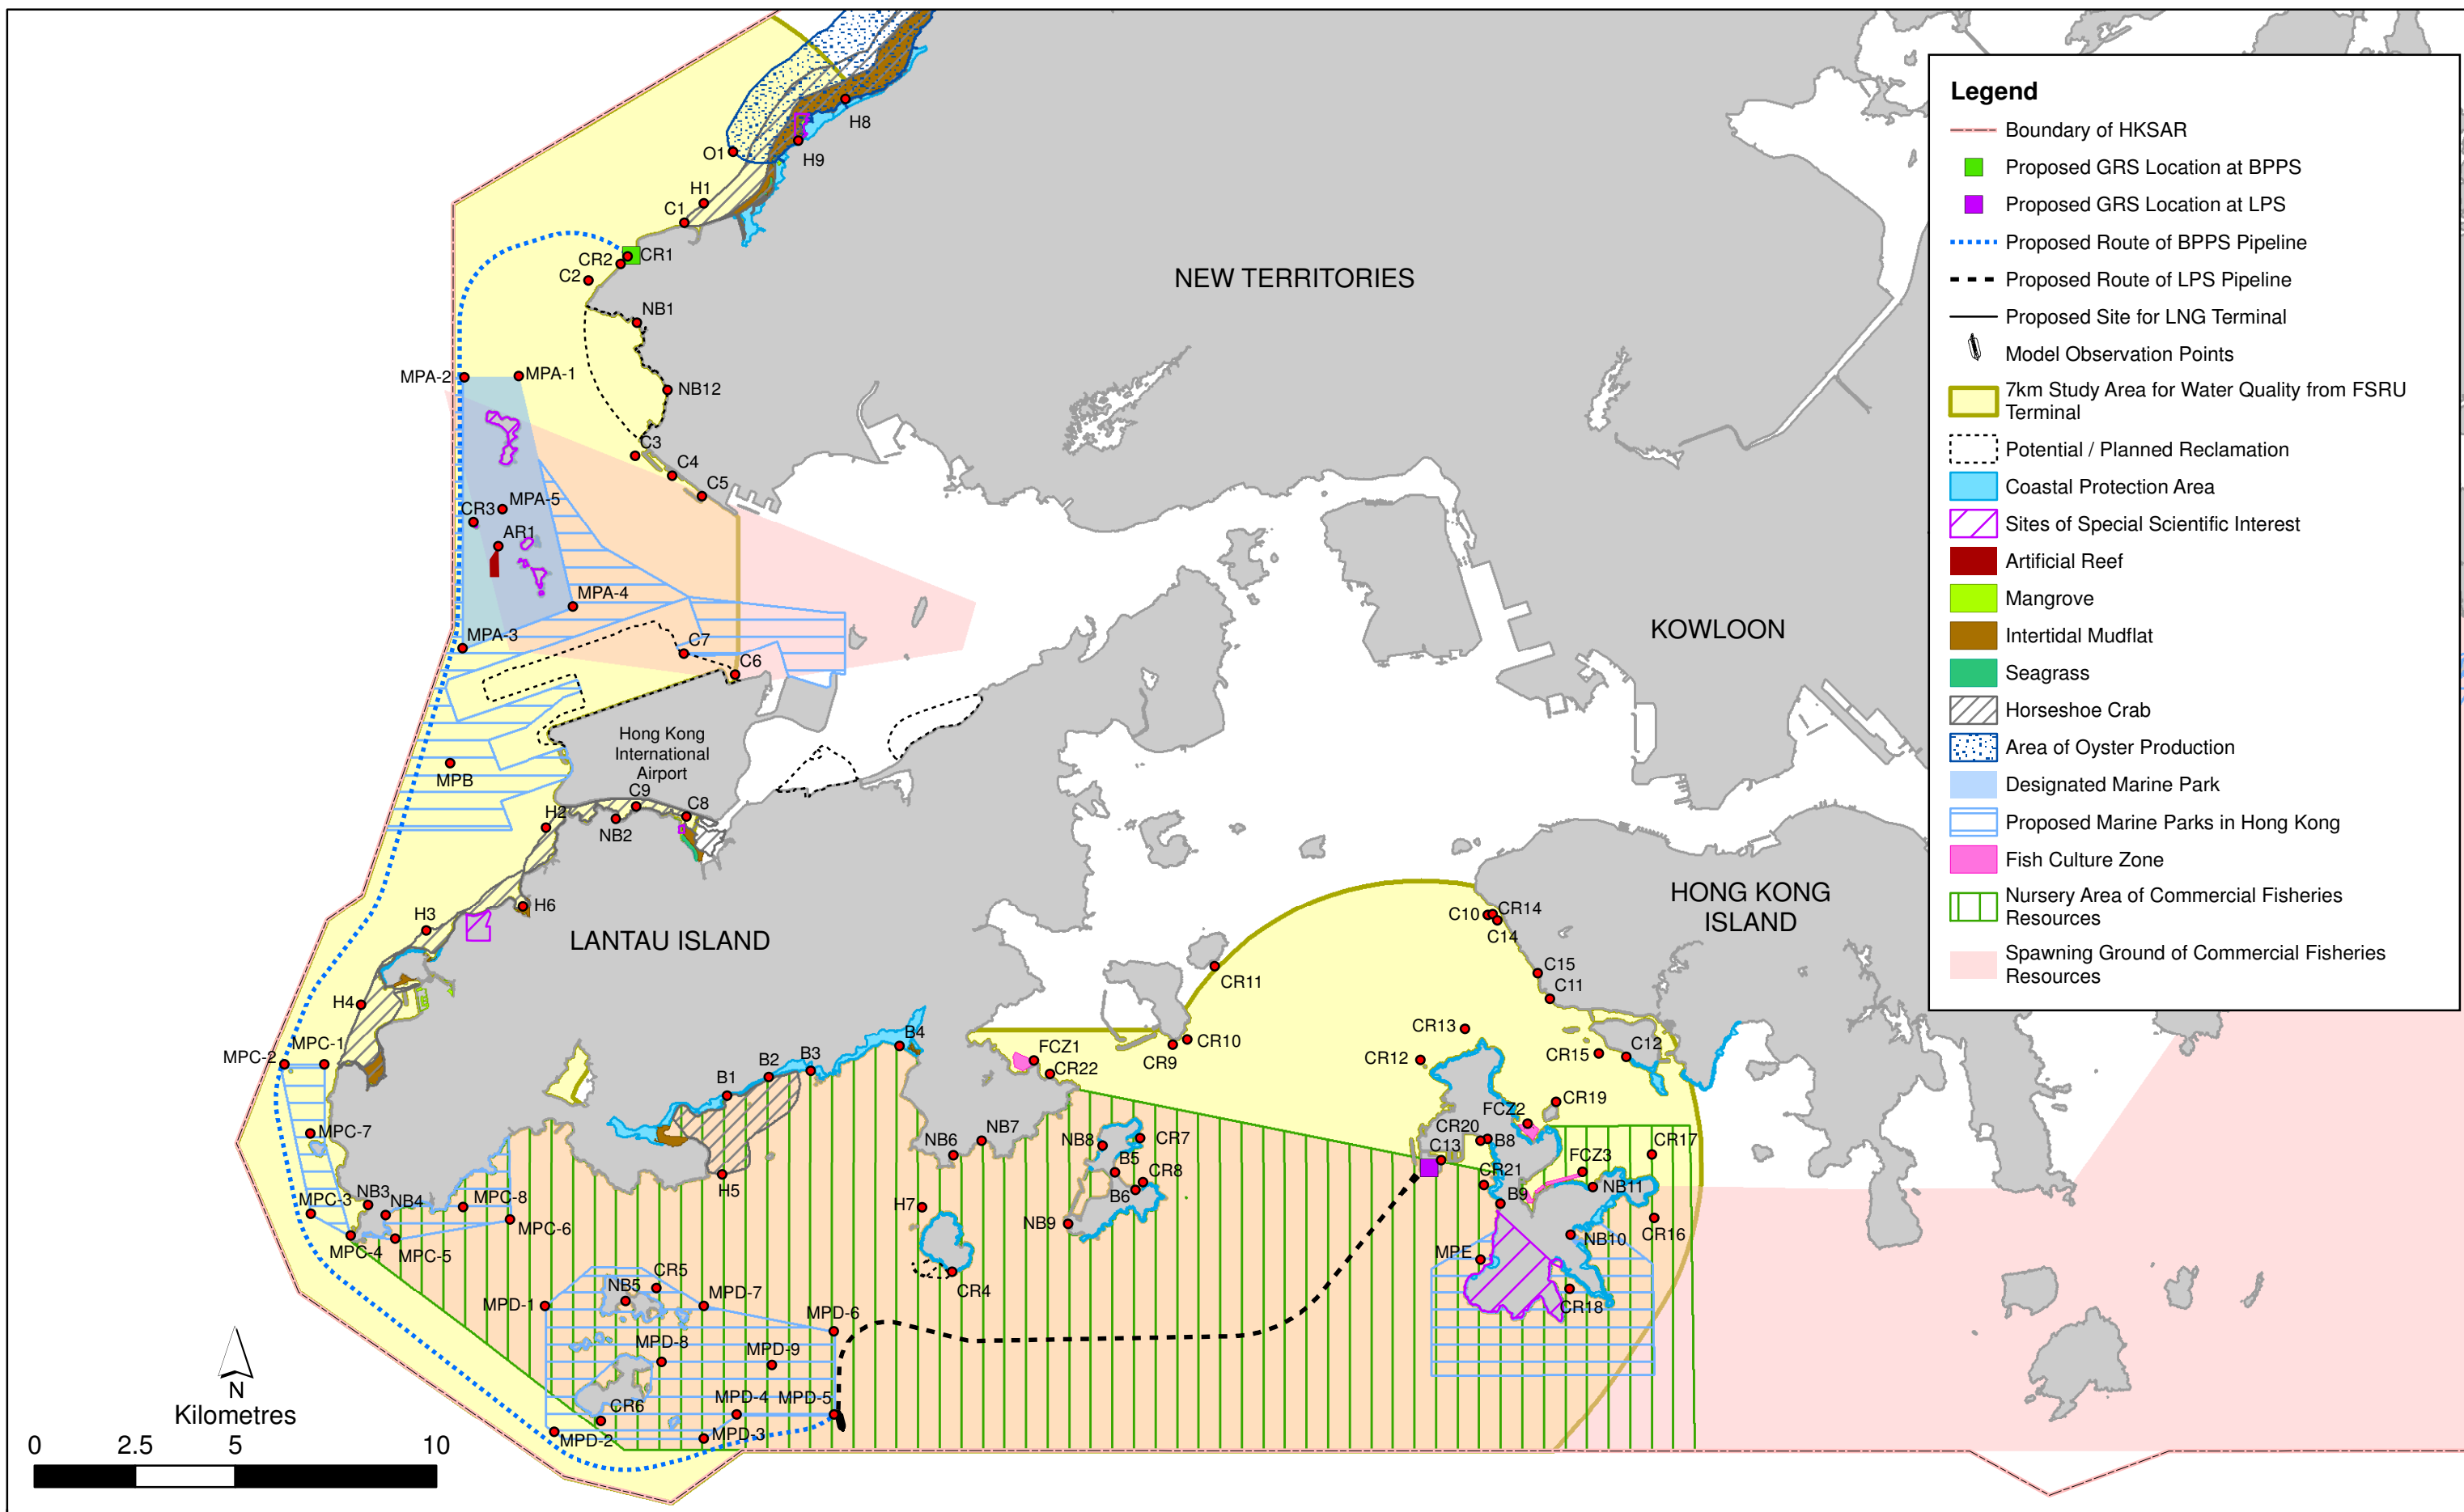 Legend
Boundary of HKSAR
Proposed GRS Location at BPPS
Proposed GRS Location at LPS
Proposed Route of BPPS Pipeline
Proposed Route of LPS Pipeline
Proposed Site for LNG Terminal
Model Observation Points
7km Study Area for Water Quality from FSRU
Terminal
Potential / Planned Reclamation
Coastal Protection Area
Sites of Special Scientific Interest
Artificial Reef
Mangrove
Intertidal Mudflat
Seagrass
Horseshoe Crab
Area of Oyster Production
Designated Marine Park
Proposed Marine Parks in Hong Kong
Fish Culture Zone
Nursery Area of Commercial Fisheries
Resources
Spawning Ground of Commercial Fisheries
Resources
H8
O1
H9
H1
C1
CR1
CR2
C2
NEW TERRITORIES
NB1
MPA-2
MPA-1
NB12
C3
C4
C5
MPA-5
CR3
AR1
MPA-4
MPA-3
C7
C6
KOWLOON
Hong Kong
International
Airport
MPB
C9
C8
H2
NB2
H6
H3
LANTAU ISLAND
HONG KONG
ISLAND
C10
CR14
C14
C15
C11
CR11
H4
CR13
B4
CR10
CR9
FCZ1
CR22
CR12
CR15
C12
MPC-2
MPC-1
B2
B3
B1
CR19
FCZ2
MPC-7
NB6
NB7
NB8
CR7
CR20
B8
C13
CR17
B5
CR8
B6
FCZ3
CR21
NB11
H5
MPC-3
NB3
NB4
MPC-8
MPC-6
H7
NB9
B9
CR16
MPC-4
MPC-5
NB10
MPE
CR4
CR18
CR5
NB5
MPD-7
MPD-1
MPD-6
MPD-8
MPD-9
MPD-4
MPD-5
CR6
MPD-2
MPD-3
N
Kilometres
0
2.5
5
10